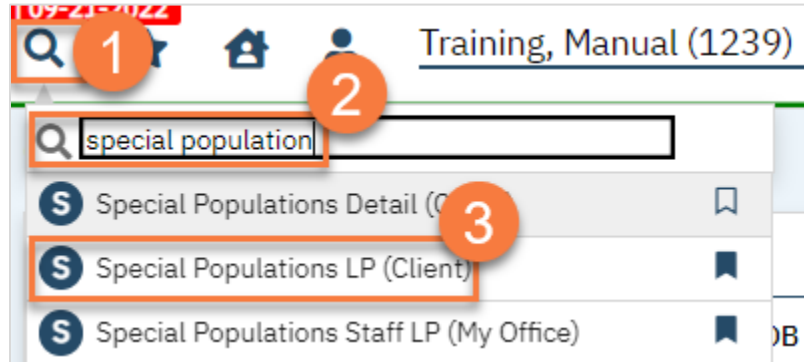 09-21-2022
1
Training, Manual (1239)
2
special population
S Special Populations Detail (
3
S Special Populations LP (Client)
S Special Populations Staff LP (My Office)
OB